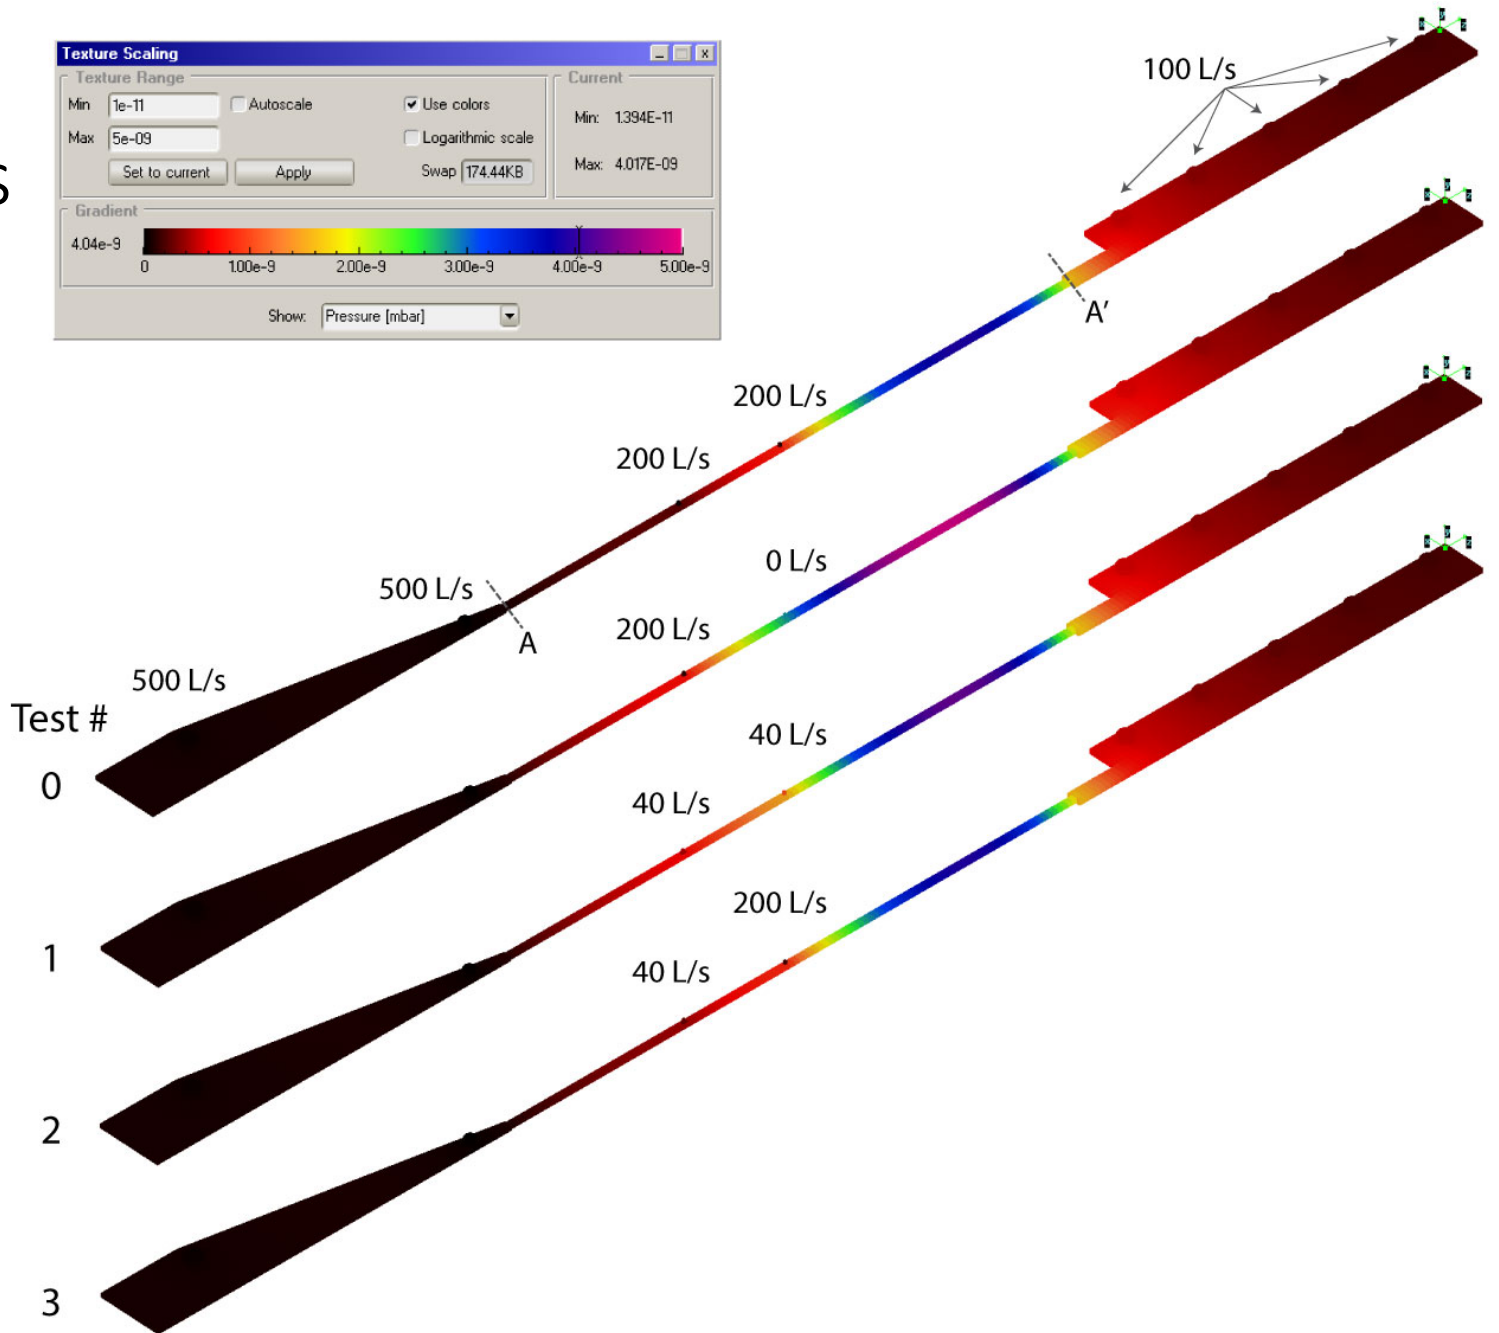 S
Texture Scaling
Texture Range
Min 1e-11 Autoscale Use colors
Max 5e-09 Logarithmic scale
Set to current Apply Swap 174.44KB
Current
Min: 1.394E-11
Max: 4.017E-09
Gradient
4.04e-9
0 1.00e-9 2.00e-9 3.00e-9 4.00e-9 5.00e-9
Show: Pressure [mbar]
100 L/s
A'
200 L/s
200 L/s
500 L/s
A
500 L/s
Test #
0
0 L/s
200 L/s
1
40 L/s
40 L/s
2
200 L/s
40 L/s
3